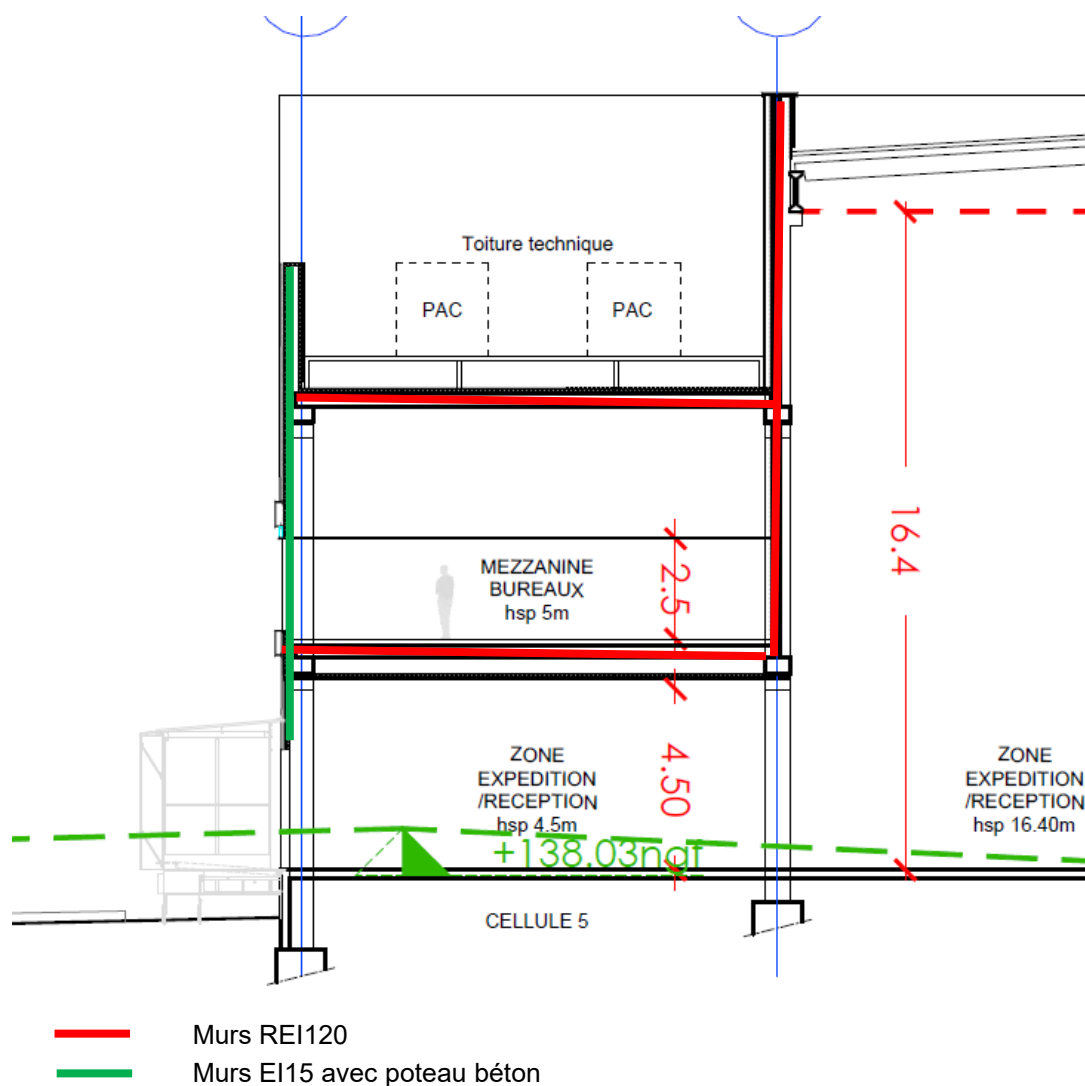 Toiture technique
PAC
PAC
16.4
MEZZANINE
BUREAUX
hsp 5m
2.5
ZONE
EXPEDITION
/RECEPTION
hsp 4.5m
4.50
ZONE
EXPEDITION
/RECEPTION
hsp 16.40m
+138.03ngf
CELLULE 5
Murs REI120
Murs EI15 avec poteau béton